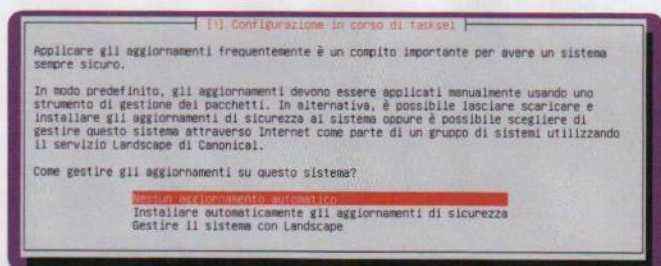 [!] Configurazione in corso di tasksel
Applicare gli aggiornamenti frequentemente è un compito importante per avere un sistema
sempre sicuro.
In modo predefinito, gli aggiornamenti devono essere applicati manualmente usando uno
strumento di gestione dei pacchetti. In alternativa, è possibile lasciare scaricare e
installare gli aggiornamenti di sicurezza al sistema oppure è possibile scegliere di
gestire questo sistema attraverso Internet come parte di un gruppo di sistemi utilizzando
il servizio Landscape di Canonical.
Come gestire gli aggiornamenti su questo sistema?
Nessun aggiornamento automatico
Installare automaticamente gli aggiornamenti di sicurezza
Gestire il sistema con Landscape